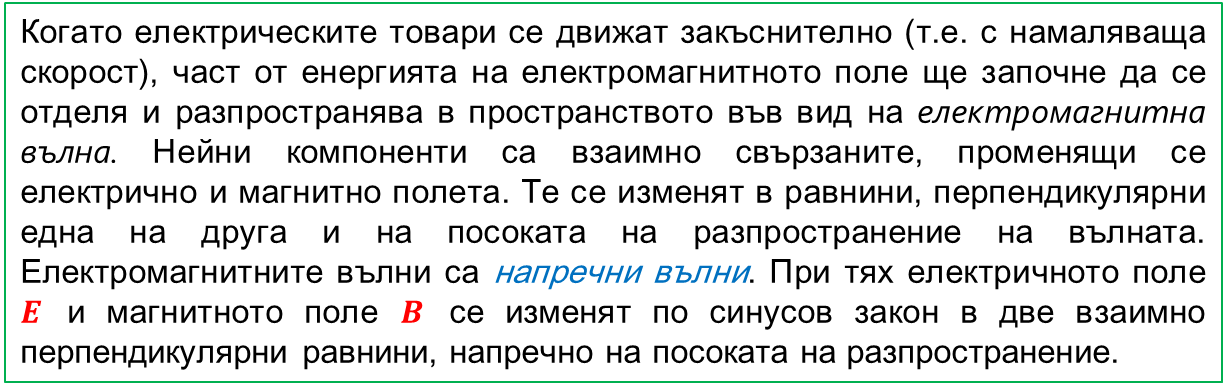 Когато електрическите товари се движат закъснително (т.е. с намаляваща
скорост), част от енергията на електромагнитното поле ще започне да се
отделя и разпространява в пространството във вид на електромагнитна
вълна. Нейни компоненти са взаимно свързаните, променящи се
електрично и магнитно полета. Те се изменят в равнини, перпендикулярни
една на друга и на посоката на разпространение на вълната.
Електромагнитните вълни са напречни вълни. При тях електричното поле
E и магнитното поле B се изменят по синусов закон в две взаимно
перпендикулярни равнини, напречно на посоката на разпространение.